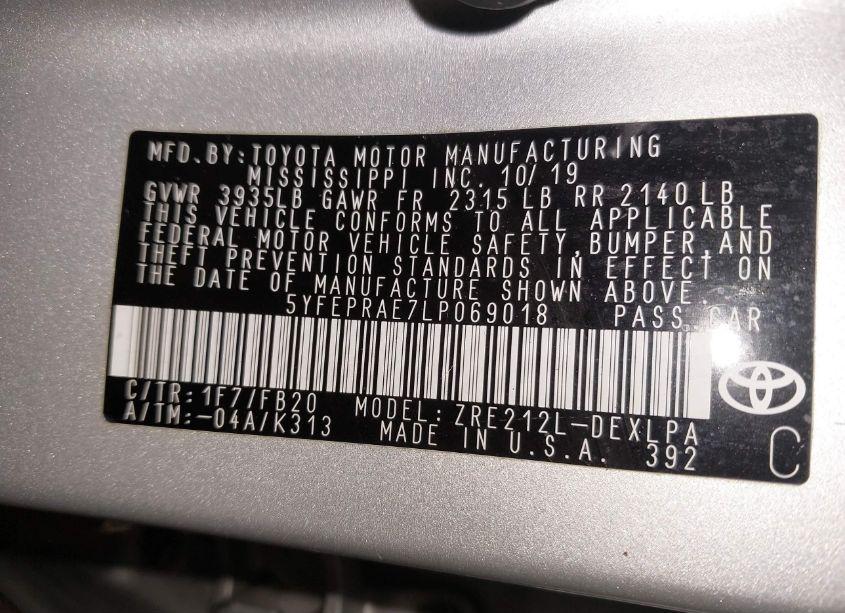 MFD.BY:TOYOTA MOTOR MANUFACTURING
MISSISSIPPI INC. 10/19
GVWR 3935LB GAWR FR 2315 LB RR 2140 LB
THIS VEHICLE CONFORMS TO ALL APPLICABLE
FEDERAL MOTOR VEHICLE SAFETY,BUMPER,AND
THEFT PREVENTION STANDARDS IN EFFECT ON
THE DATE OF MANUFACTURE SHOWN ABOVE.
5YFEPRAE7LP069018 PASS.CAR
C/TR:1F7/FB20 MODEL:ZRE212L-DEXLPA
A/TM:-04A/K313 MADE IN U.S.A. 392
C